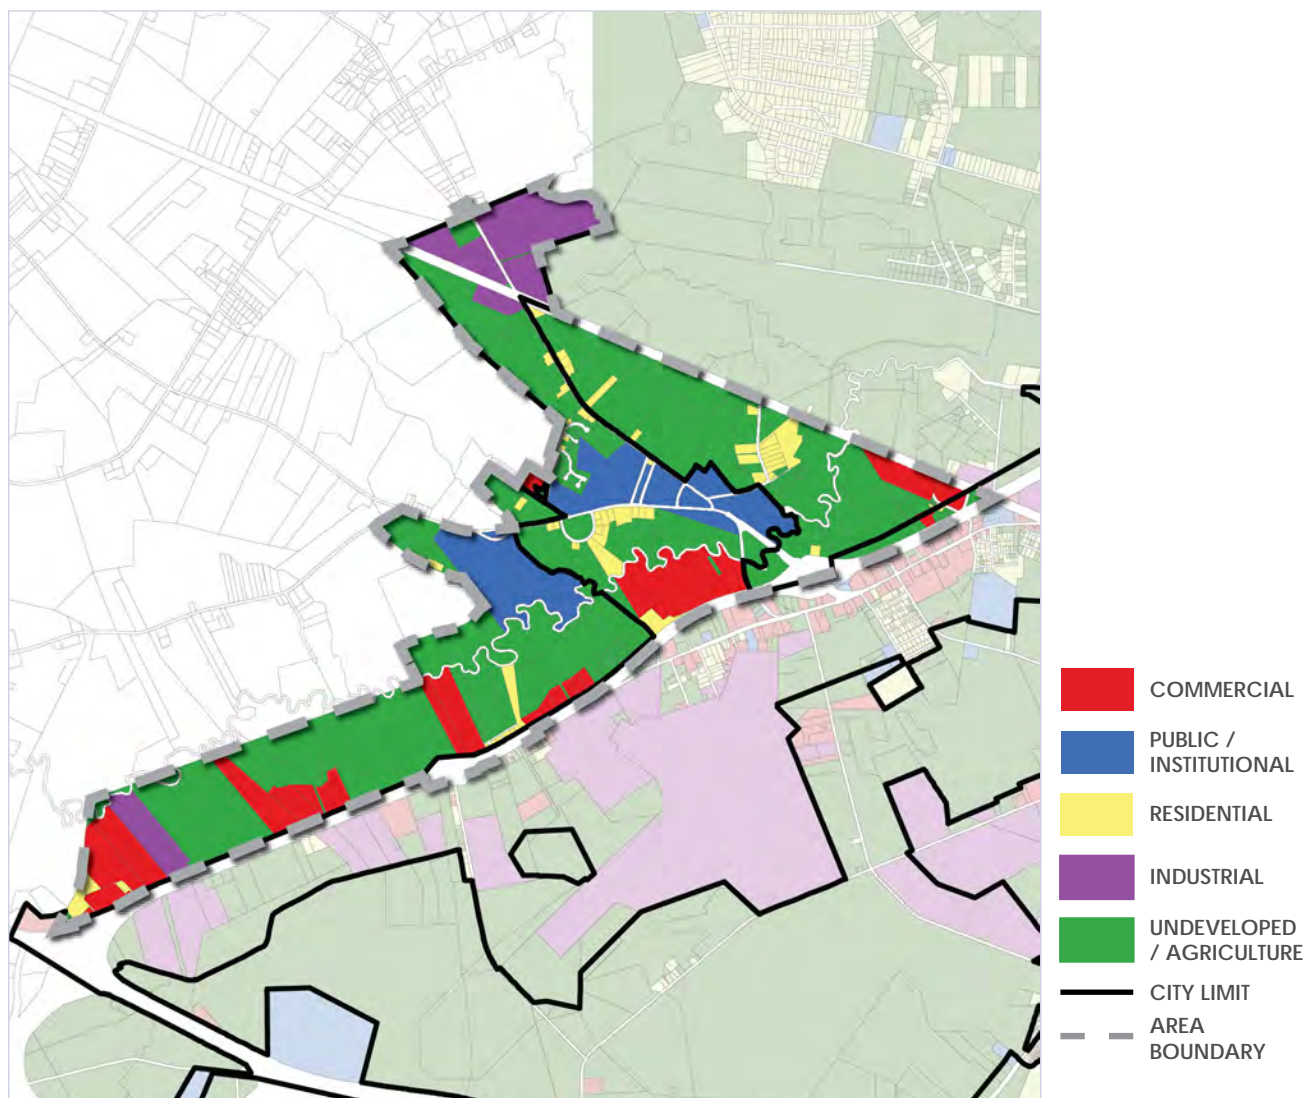 COMMERCIAL
PUBLIC /
INSTITUTIONAL
RESIDENTIAL
INDUSTRIAL
UNDEVELOPED
/ AGRICULTURE
CITY LIMIT
AREA
BOUNDARY